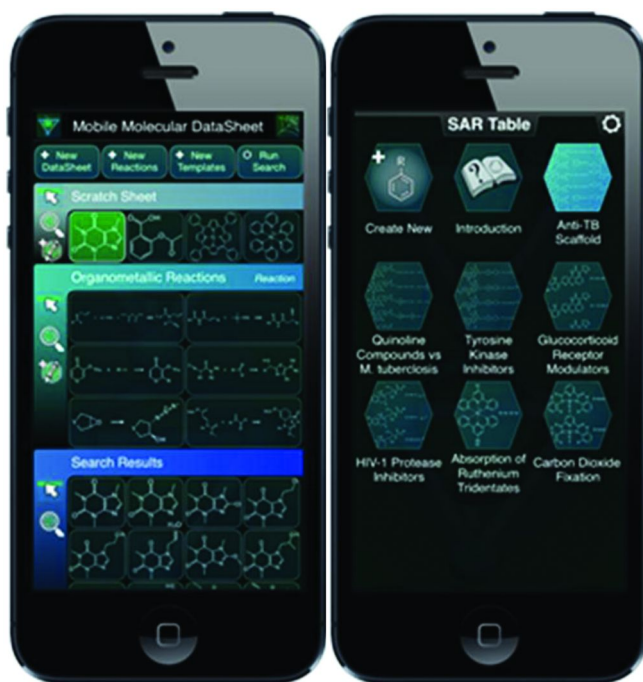 Mobile Molecular DataSheet
New DataSheet
New Reactions
New Templates
Run Search
Scratch Sheet
Organometallic Reactions Reaction
Search Results
H₂O
SAR Table
R
Create New
Introduction
Anti-TB
Scaffold
Quinoline
Compounds vs
M. tuberclosis
Tyrosine
Kinase
Inhibitors
Glucocorticoid
Receptor
Modulators
HIV-1 Protease
Inhibitors
Absorption of
Ruthenium
Tridentates
Carbon Dioxide
Fixation